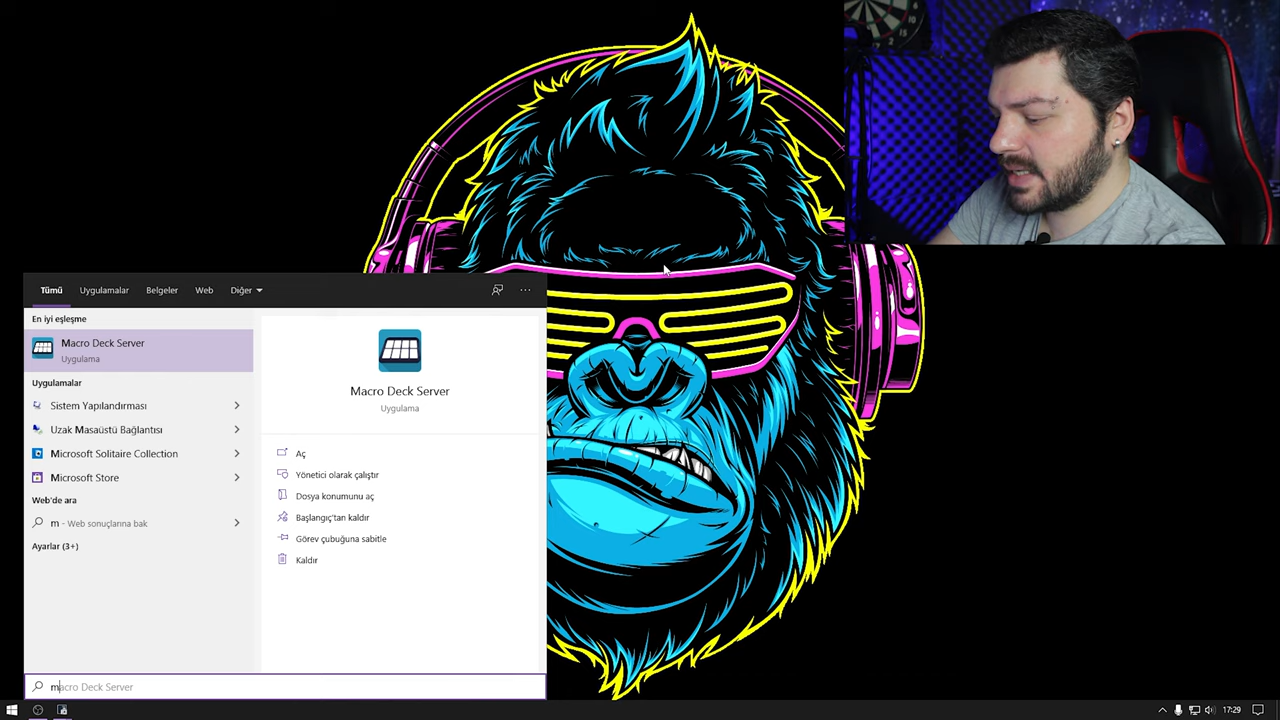 Tümü Uygulamalar Belgeler Web Diğer
En iyi eşleşme
Macro Deck Server
Uygulama
Uygulamalar
Sistem Yapılandırması
Uzak Masaüstü Bağlantısı
Microsoft Solitaire Collection
Microsoft Store
Web'de ara
m - Web sonuçlarına bak
Ayarlar (3+)
Macro Deck Server
Uygulama
Aç
Yönetici olarak çalıştır
Dosya konumunu aç
Başlangıç'tan kaldır
Görev çubuğuna sabitle
Kaldır
macro Deck Server
17:29